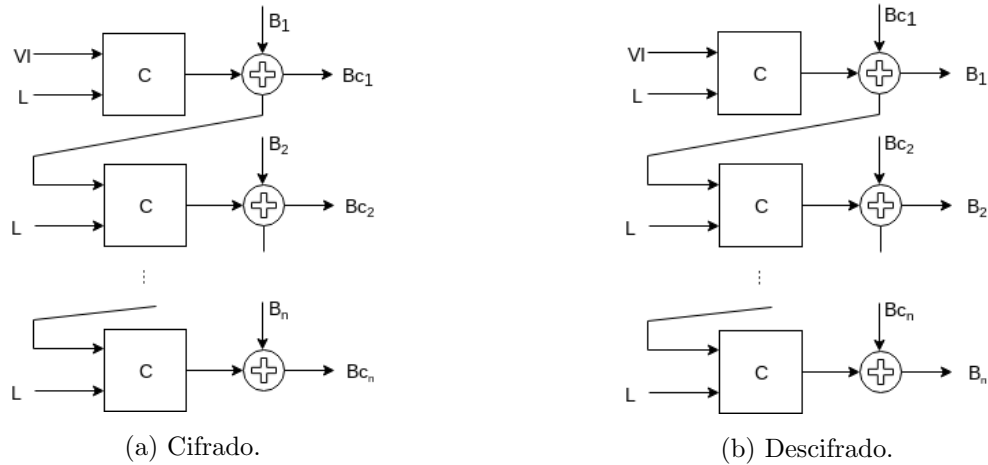 B1
VI
C
Bc1
L
B2
C
Bc2
L
⋮
Bn
C
Bcn
L
(a) Cifrado.
Bc1
VI
C
B1
L
Bc2
C
B2
L
⋮
Bcn
C
Bn
L
(b) Descifrado.